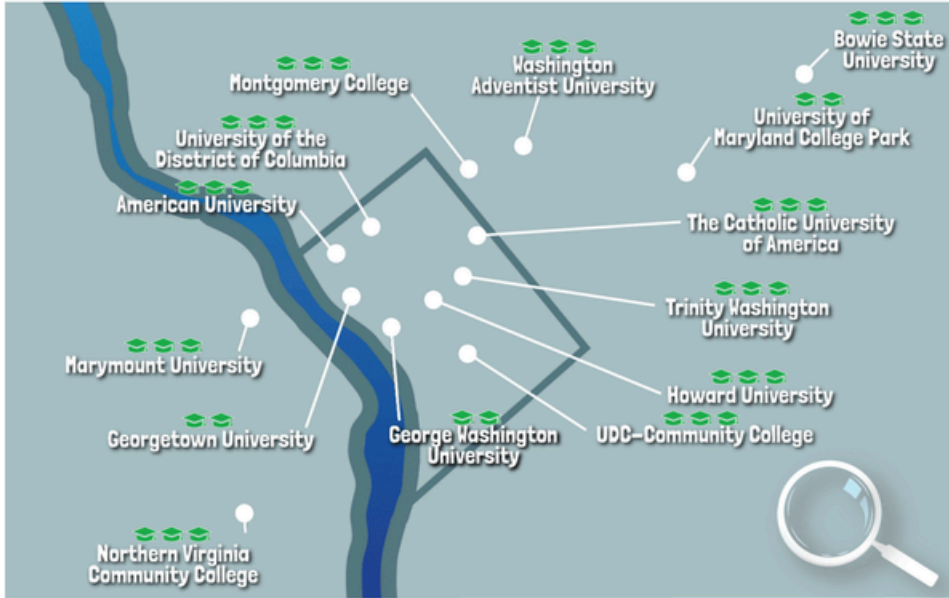 Bowie State
University
Washington
Adventist University
Montgomery College
University of
Maryland College Park
University of the
Disctrict of Columbia
American University
The Catholic University
of America
Trinity Washington
University
Marymount University
Howard University
Georgetown University
George Washington
University
UDC-Community College
Northern Virginia
Community College